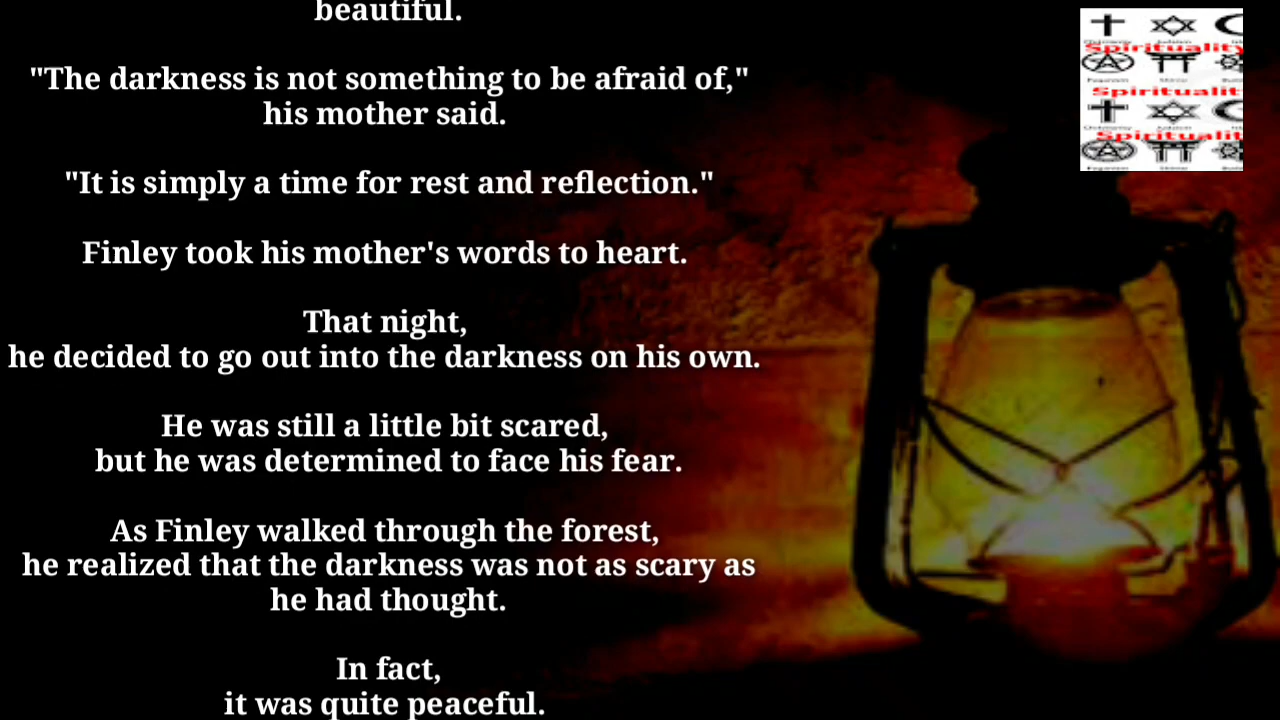 beautiful.
"The darkness is not something to be afraid of,"
his mother said.
"It is simply a time for rest and reflection."
Finley took his mother's words to heart.
That night,
he decided to go out into the darkness on his own.
He was still a little bit scared,
but he was determined to face his fear.
As Finley walked through the forest,
he realized that the darkness was not as scary as
he had thought.
In fact,
it was quite peaceful.
Spirituality
Spiritualit
Spiritualit